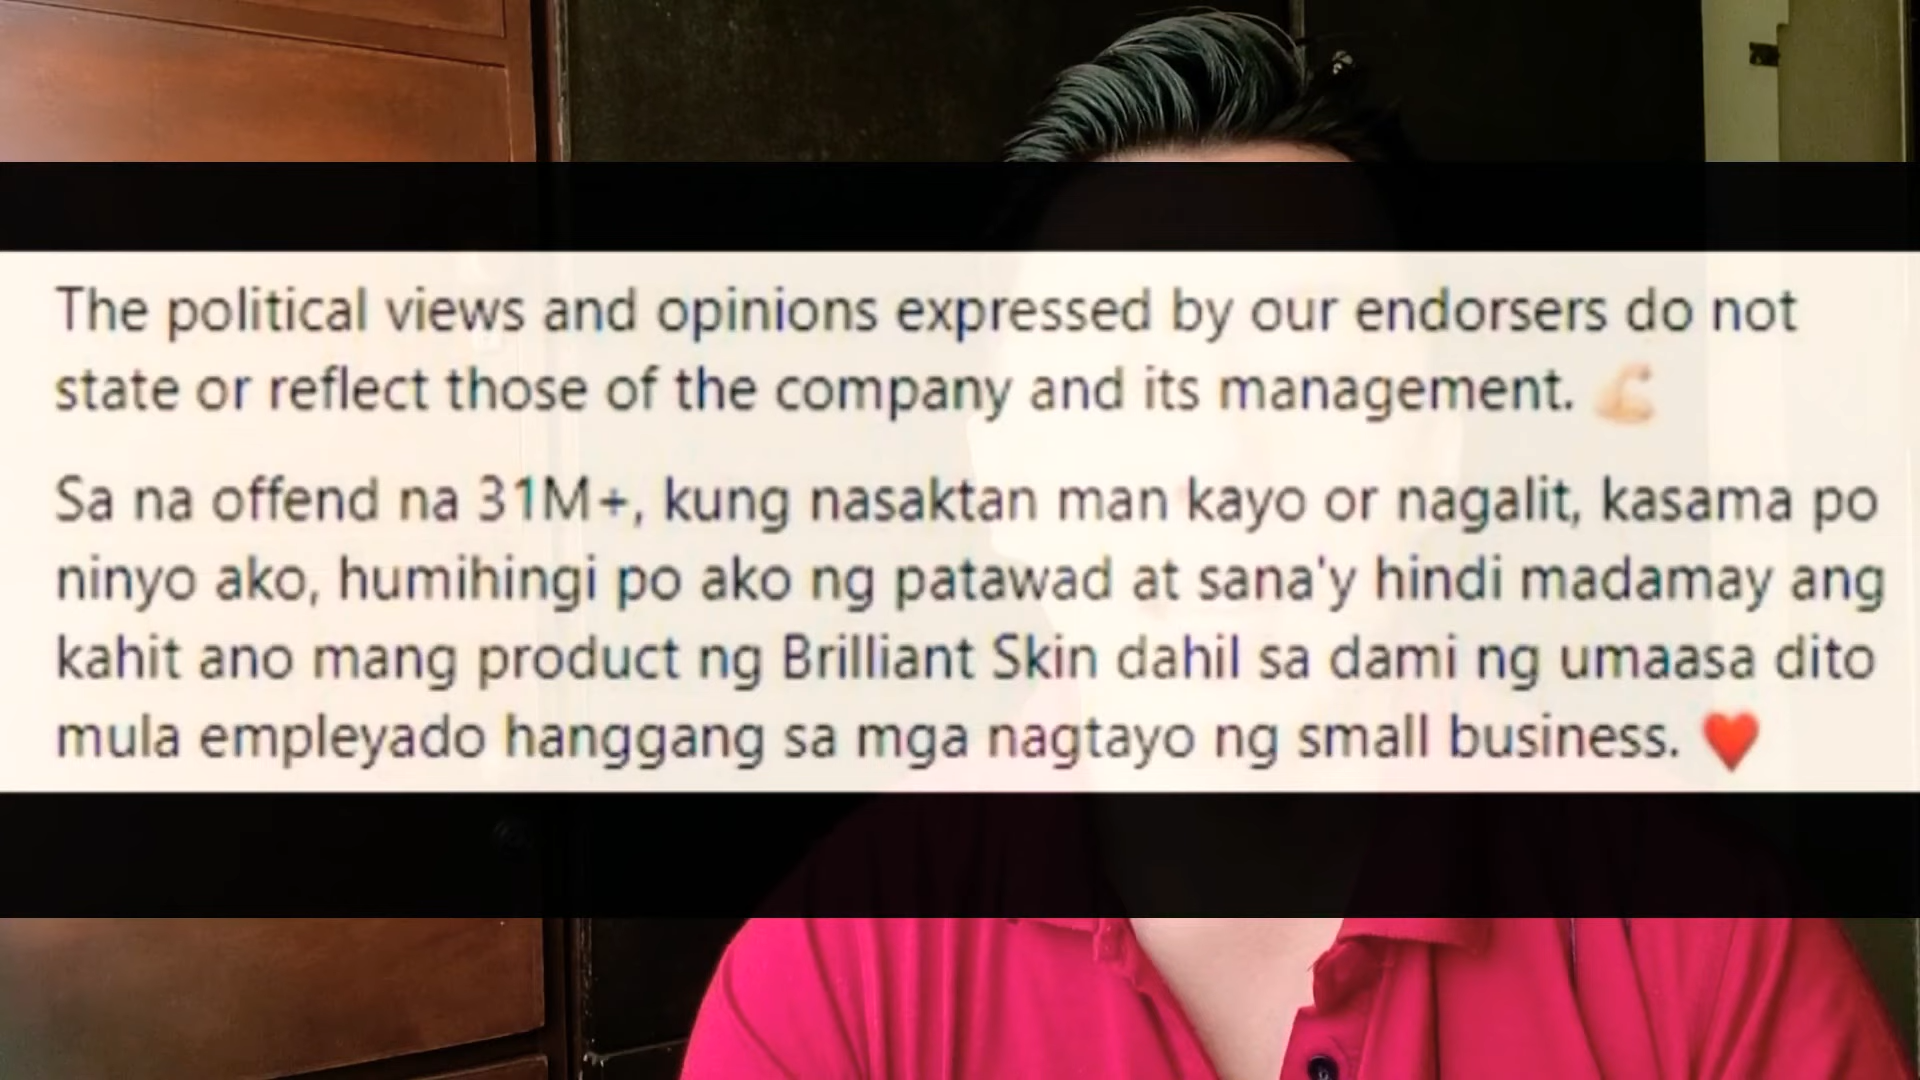 The political views and opinions expressed by our endorsers do not
state or reflect those of the company and its management. 💪🏼
Sa na offend na 31M+, kung nasaktan man kayo or nagalit, kasama po
ninyo ako, humihingi po ako ng patawad at sana'y hindi madamay ang
kahit ano mang product ng Brilliant Skin dahil sa dami ng umaasa dito
mula empleyado hanggang sa mga nagtayo ng small business. ❤️